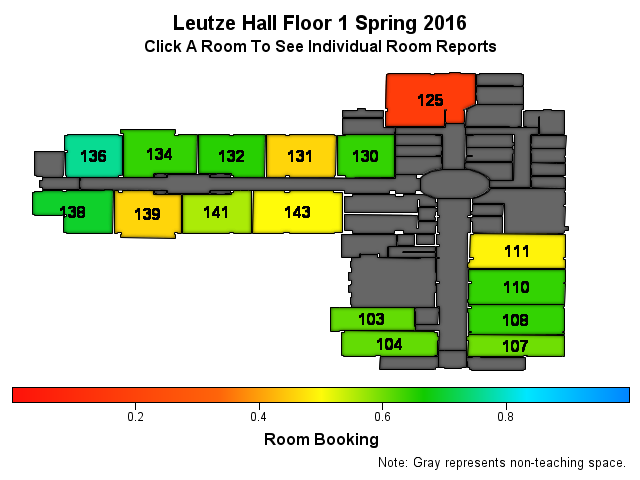 Leutze Hall Floor 1 Spring 2016
Click A Room To See Individual Room Reports
125
136 134 132 131 130
138 139 141 143
111
110
103 108
104 107
0.2 0.4 0.6 0.8
Room Booking
Note: Gray represents non-teaching space.